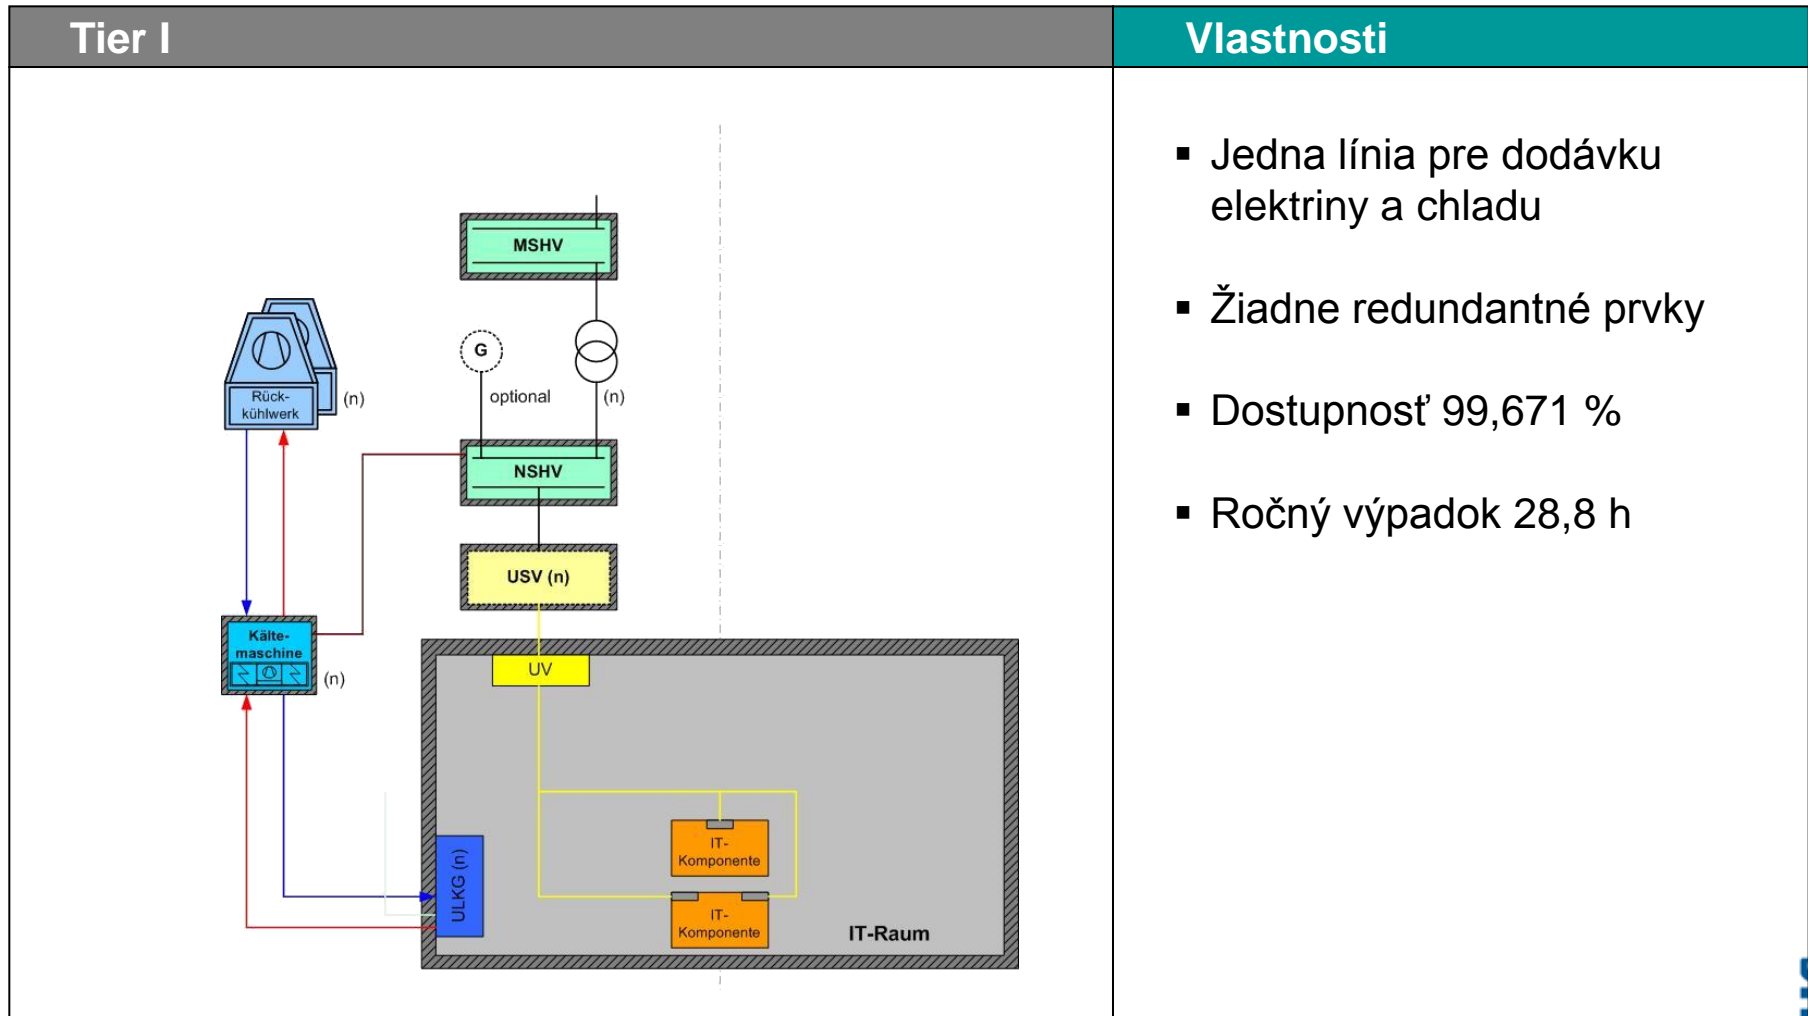 Tier I
Vlastnosti
MSHV
G
optional
(n)
Rück-
kühlwerk
(n)
NSHV
USV (n)
Kälte-
maschine
(n)
UV
ULKG (n)
IT-
Komponente
IT-
Komponente
IT-Raum
▪ Jedna línia pre dodávku
elektriny a chladu
▪ Žiadne redundantné prvky
▪ Dostupnosť 99,671 %
▪ Ročný výpadok 28,8 h